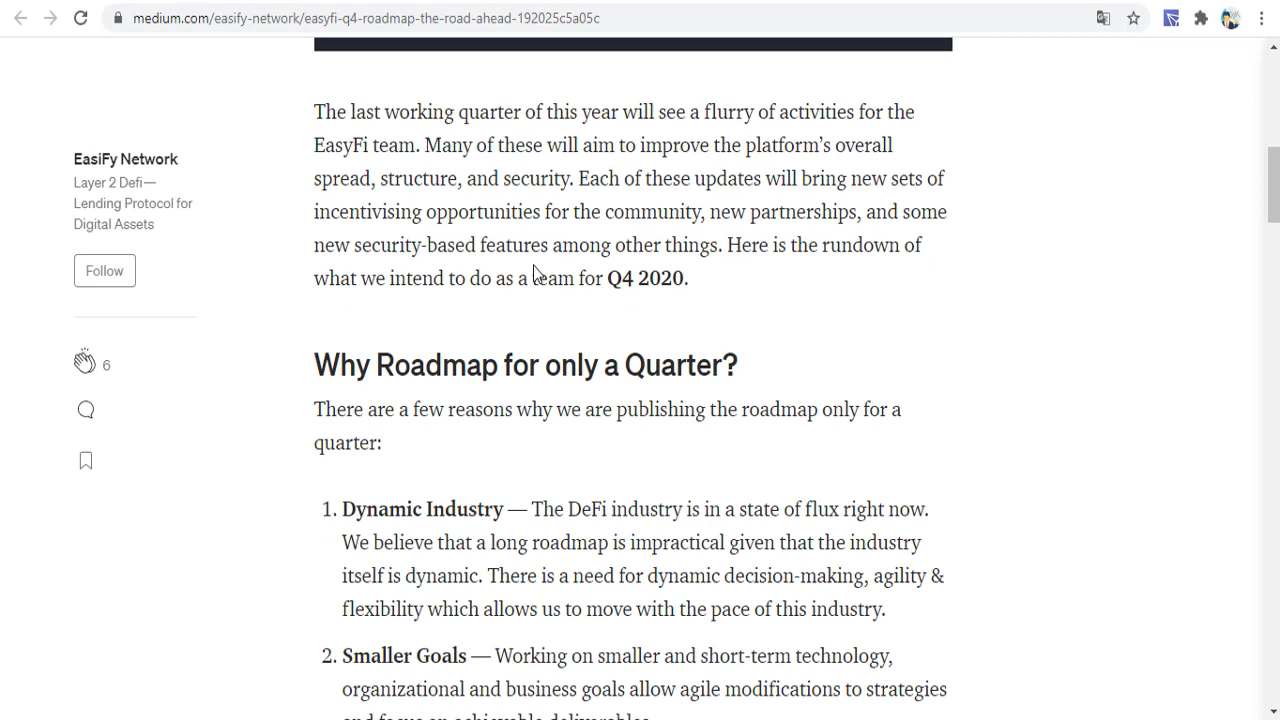 medium.com/easify-network/easyfi-q4-roadmap-the-road-ahead-192025c5a05c
The last working quarter of this year will see a flurry of activities for the
EasyFi team. Many of these will aim to improve the platform’s overall
spread, structure, and security. Each of these updates will bring new sets of
incentivising opportunities for the community, new partnerships, and some
new security-based features among other things. Here is the rundown of
what we intend to do as a team for Q4 2020.
EasiFy Network
Layer 2 Defi—
Lending Protocol for
Digital Assets
Follow
6
Why Roadmap for only a Quarter?
There are a few reasons why we are publishing the roadmap only for a
quarter:
1. Dynamic Industry — The DeFi industry is in a state of flux right now.
We believe that a long roadmap is impractical given that the industry
itself is dynamic. There is a need for dynamic decision-making, agility &
flexibility which allows us to move with the pace of this industry.
2. Smaller Goals — Working on smaller and short-term technology,
organizational and business goals allow agile modifications to strategies
and focus on achievable deliverables.